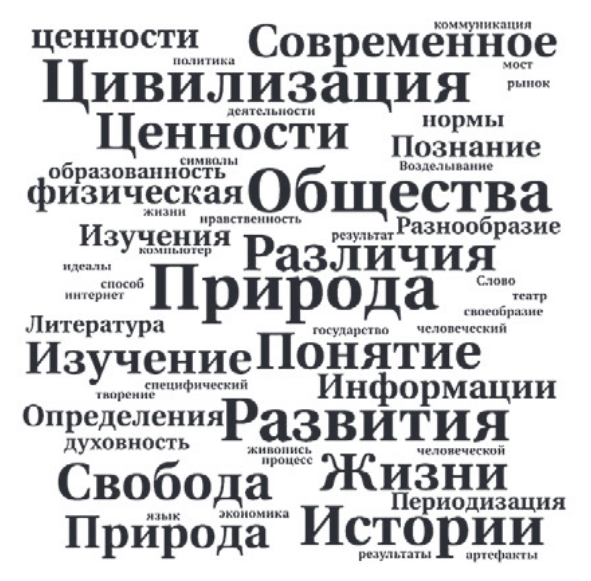 коммуникация
ценности Современное
политика мост
Цивилизация рынок
деятельности
Ценности нормы
Познание
символы Возделывание
образованность
физическая Общества
жизни нравственность
Изучения результат Разнообразие
компьютер Различия
идеалы
способ Природа Слово
интернет театр
своеобразие
Литература государство человеческий
Изучение Понятие
специфический Информации
творение
Определения Развития
духовность
живопись человеческой
процесс
Свобода Жизни
Периодизация
язык экономика
Природа Истории
результаты артефакты